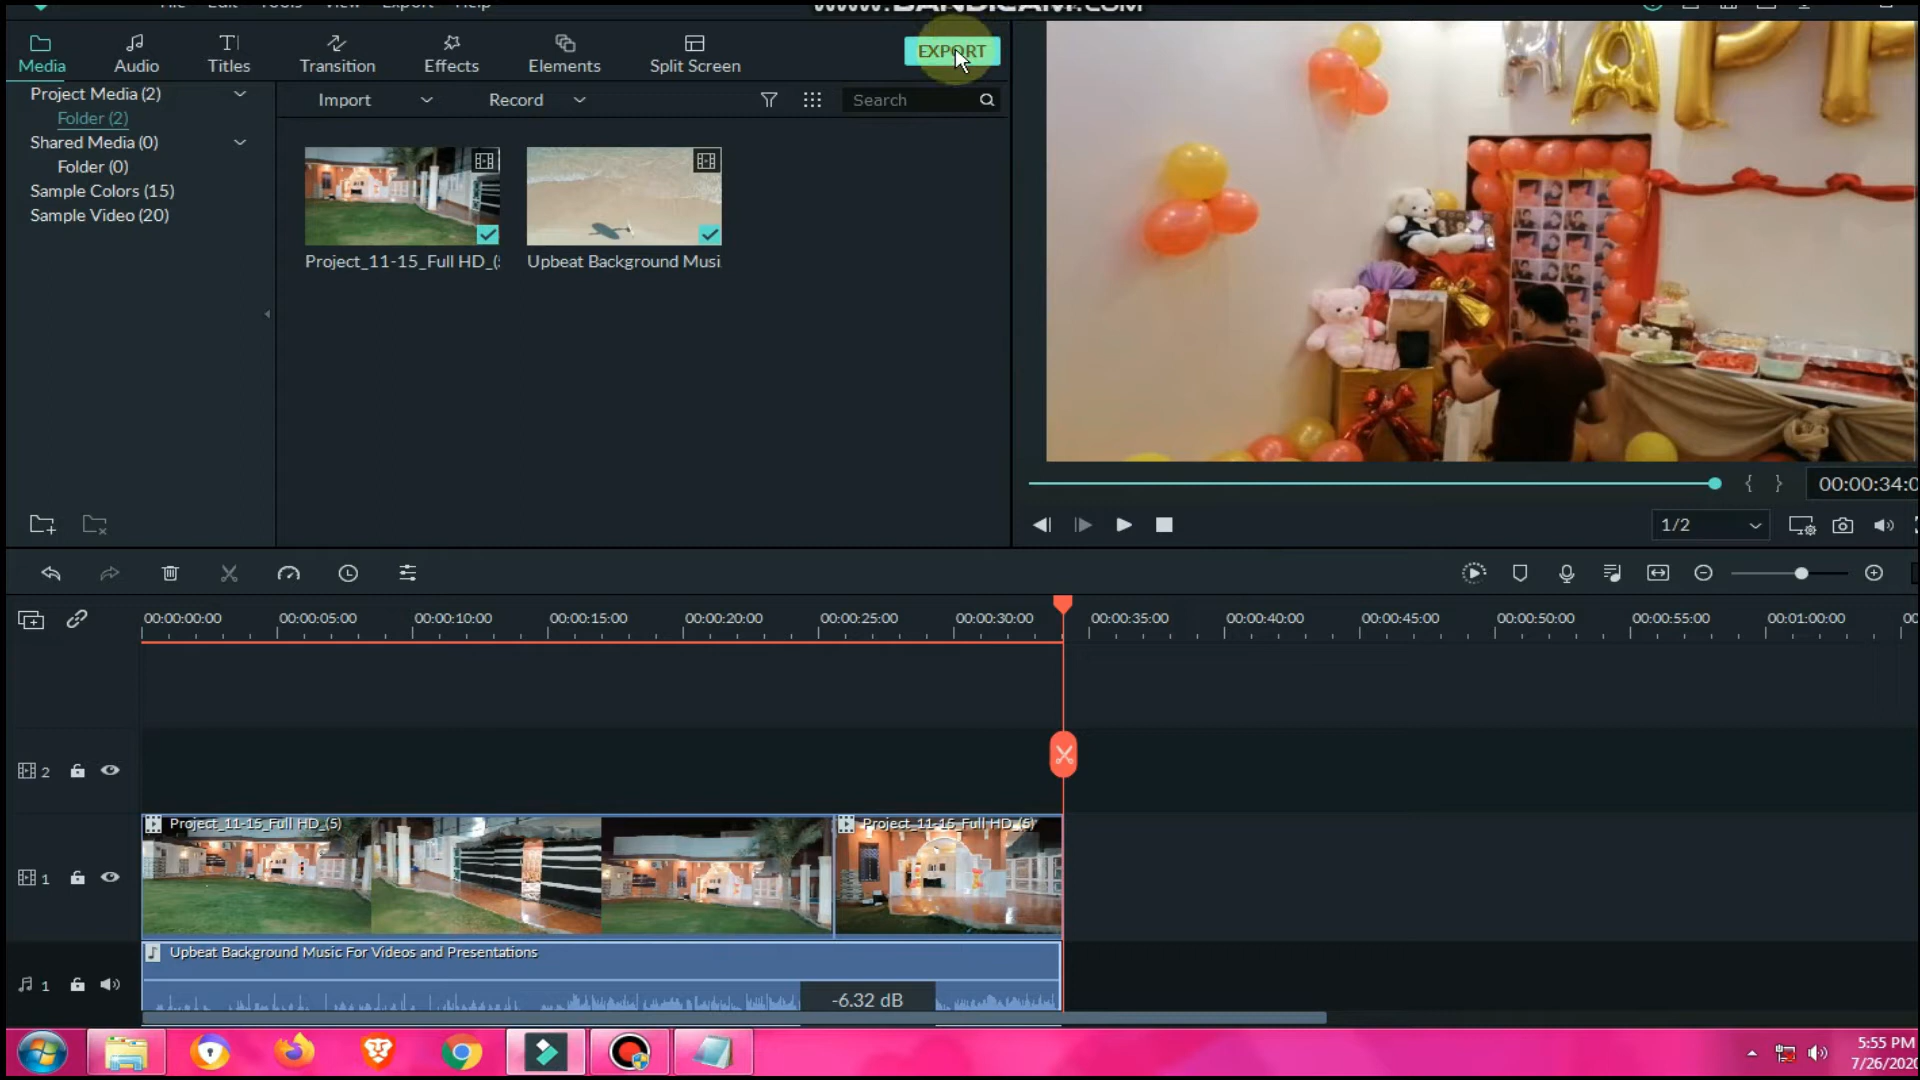 File Edit Tools View Export Help
WWW.BANDICAM.COM
Media
Audio
Titles
Transition
Effects
Elements
Split Screen
EXPORT
Project Media (2)
Folder (2)
Shared Media (0)
Folder (0)
Sample Colors (15)
Sample Video (20)
Import
Record
Search
Project_11-15_Full HD_(
Upbeat Background Musi
HAPP
00:00:34:0
1/2
00:00:00:00 00:00:05:00 00:00:10:00 00:00:15:00 00:00:20:00 00:00:25:00 00:00:30:00 00:00:35:00 00:00:40:00 00:00:45:00 00:00:50:00 00:00:55:00 00:01:00:00 00
2
Project_11-15_Full HD_(5)
Project_11-15_Full HD_(5)
1
Upbeat Background Music For Videos and Presentations
1
-6.32 dB
5:55 PM
7/26/2020